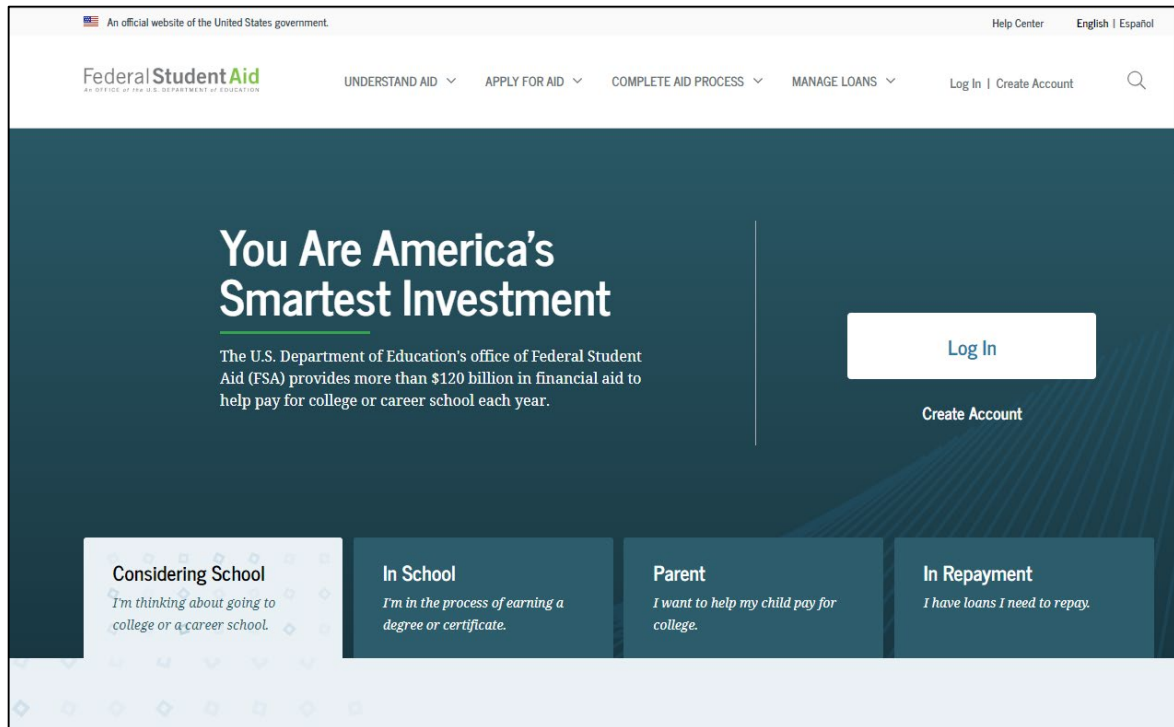 An official website of the United States government.
Help Center
English | Español
Federal Student Aid
An OFFICE of the U.S. DEPARTMENT of EDUCATION
UNDERSTAND AID
APPLY FOR AID
COMPLETE AID PROCESS
MANAGE LOANS
Log In | Create Account
You Are America's
Smartest Investment
The U.S. Department of Education's office of Federal Student
Aid (FSA) provides more than $120 billion in financial aid to
help pay for college or career school each year.
Log In
Create Account
Considering School
I'm thinking about going to
college or a career school.
In School
I'm in the process of earning a
degree or certificate.
Parent
I want to help my child pay for
college.
In Repayment
I have loans I need to repay.